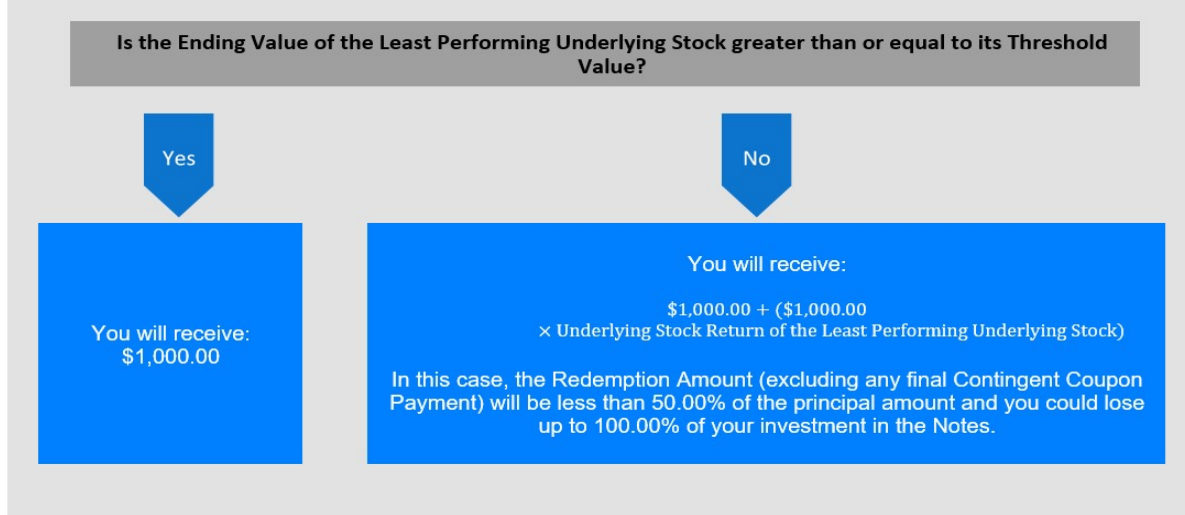 Is the Ending Value of the Least Performing Underlying Stock greater than or equal to its Threshold
Value?
Yes
No
You will receive:
$1,000.00
You will receive:
$1,000.00 + ($1,000.00
× Underlying Stock Return of the Least Performing Underlying Stock)
In this case, the Redemption Amount (excluding any final Contingent Coupon
Payment) will be less than 50.00% of the principal amount and you could lose
up to 100.00% of your investment in the Notes.